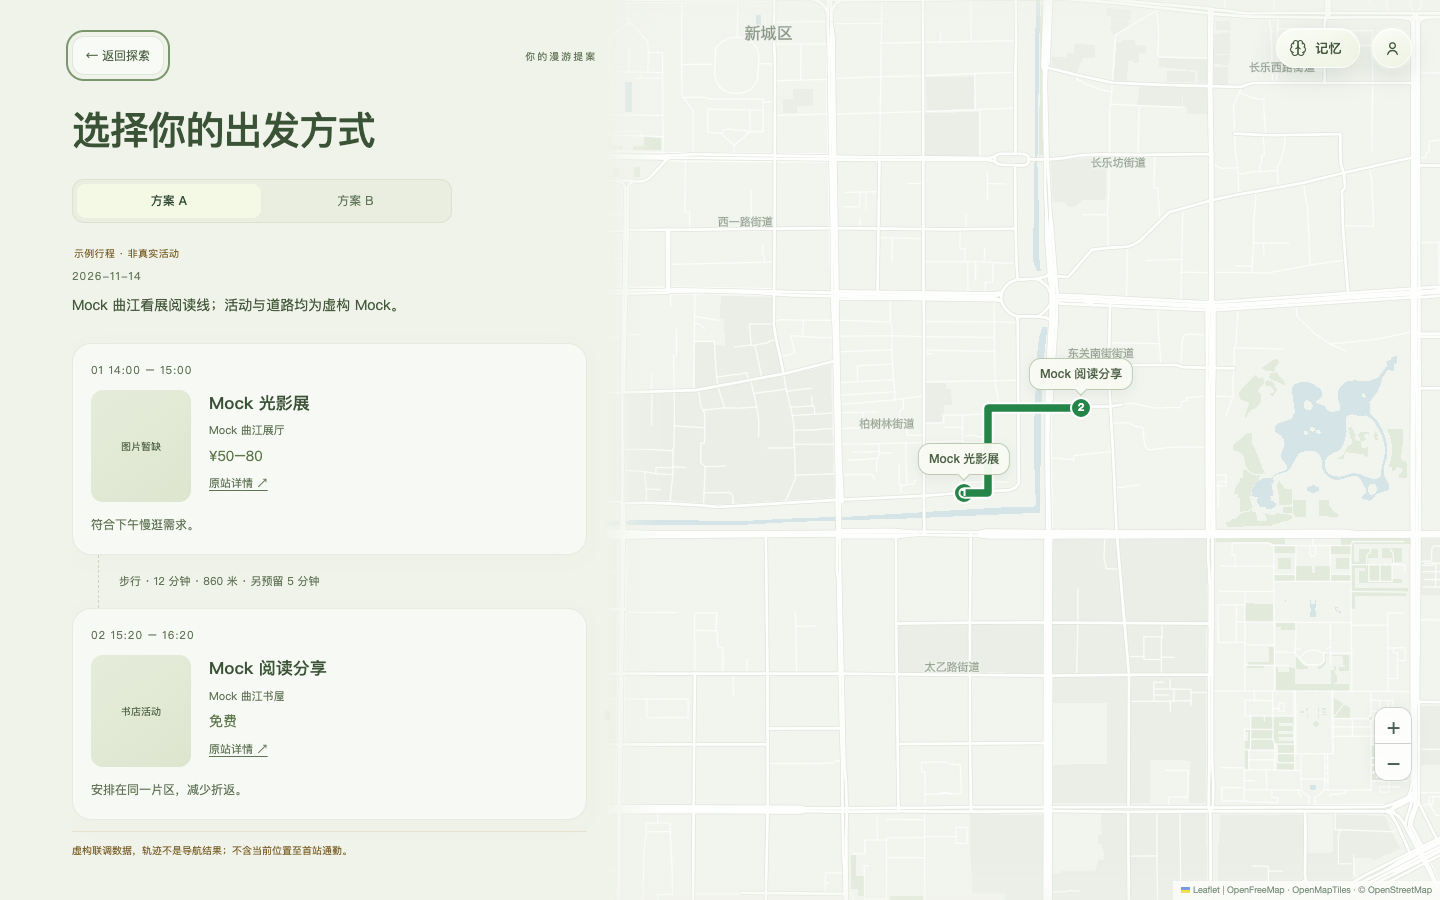 ← 返回探索
你的漫游提案
选择你的出发方式
方案 A
方案 B
示例行程 · 非真实活动
2026-11-14
Mock 曲江看展阅读线；活动与道路均为虚构 Mock。
01 14:00 — 15:00
图片暂缺
Mock 光影展
Mock 曲江展厅
¥50—80
原站详情 ↗
符合下午慢逛需求。
步行 · 12 分钟 · 860 米 · 另预留 5 分钟
02 15:20 — 16:20
书店活动
Mock 阅读分享
Mock 曲江书屋
免费
原站详情 ↗
安排在同一片区，减少折返。
虚构联调数据，轨迹不是导航结果；不含当前位置至首站通勤。
新城区
记忆
长乐西路街道
长乐坊街道
西一路街道
东关南街街道
Mock 阅读分享
2
柏树林街道
Mock 光影展
太乙路街道
+
−
Leaflet | OpenFreeMap · OpenMapTiles · © OpenStreetMap